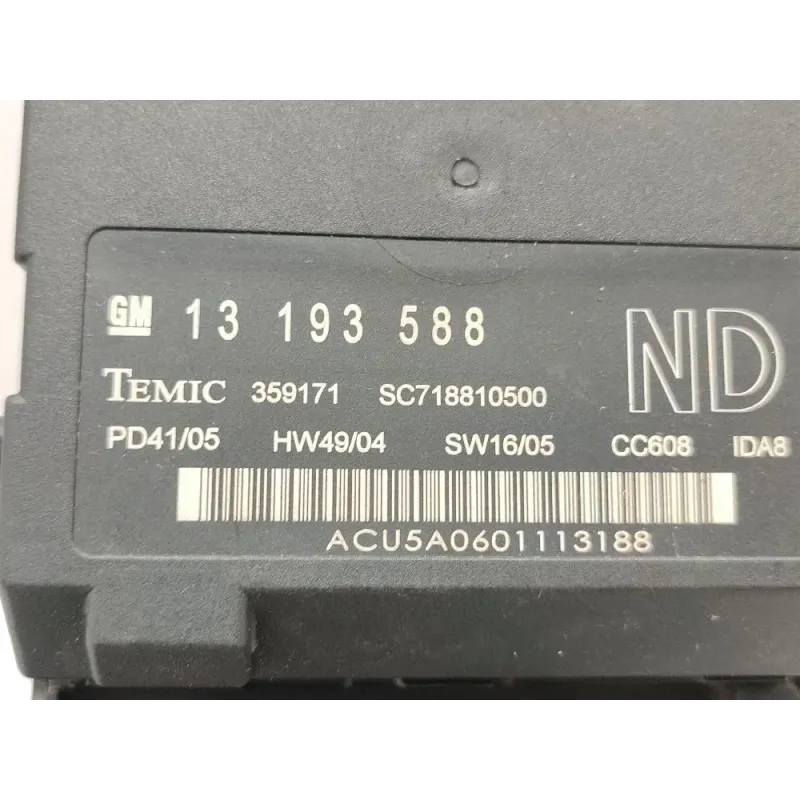 GM 13 193 588
ND
TEMIC 359171 SC718810500
PD41/05 HW49/04 SW16/05 CC608 IDA8
ACU5A0601113188